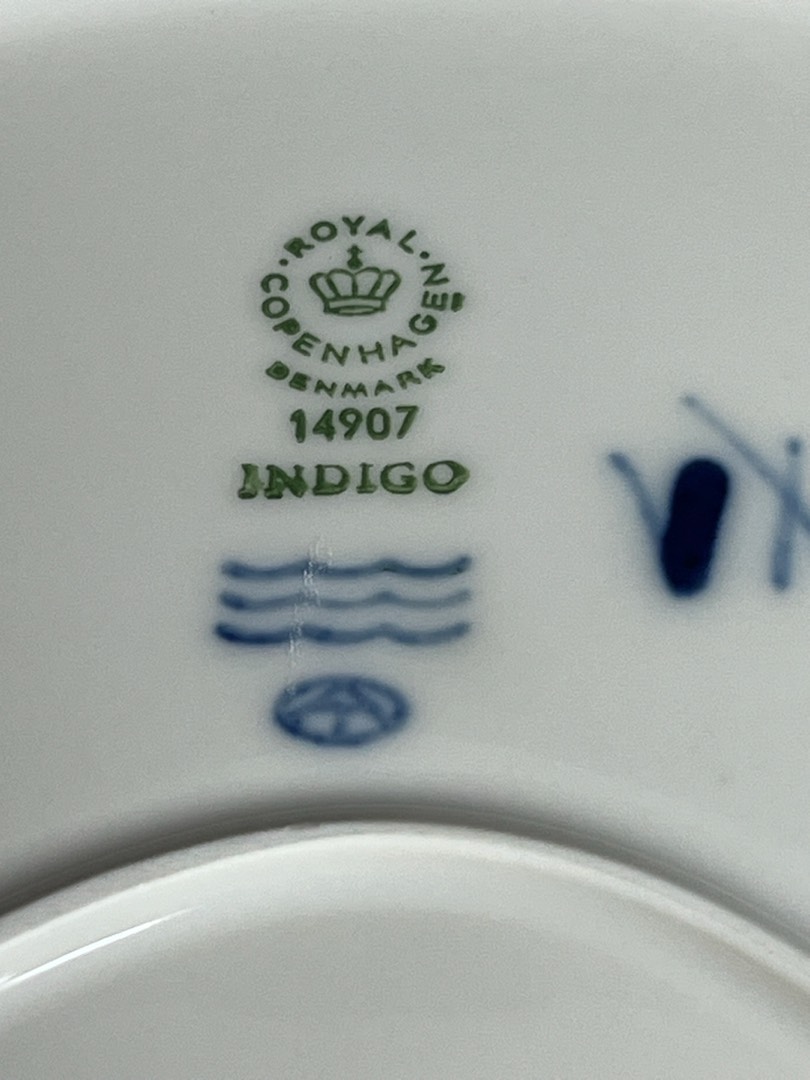 ROYAL
COPENHAGEN
DENMARK
14907
INDIGO